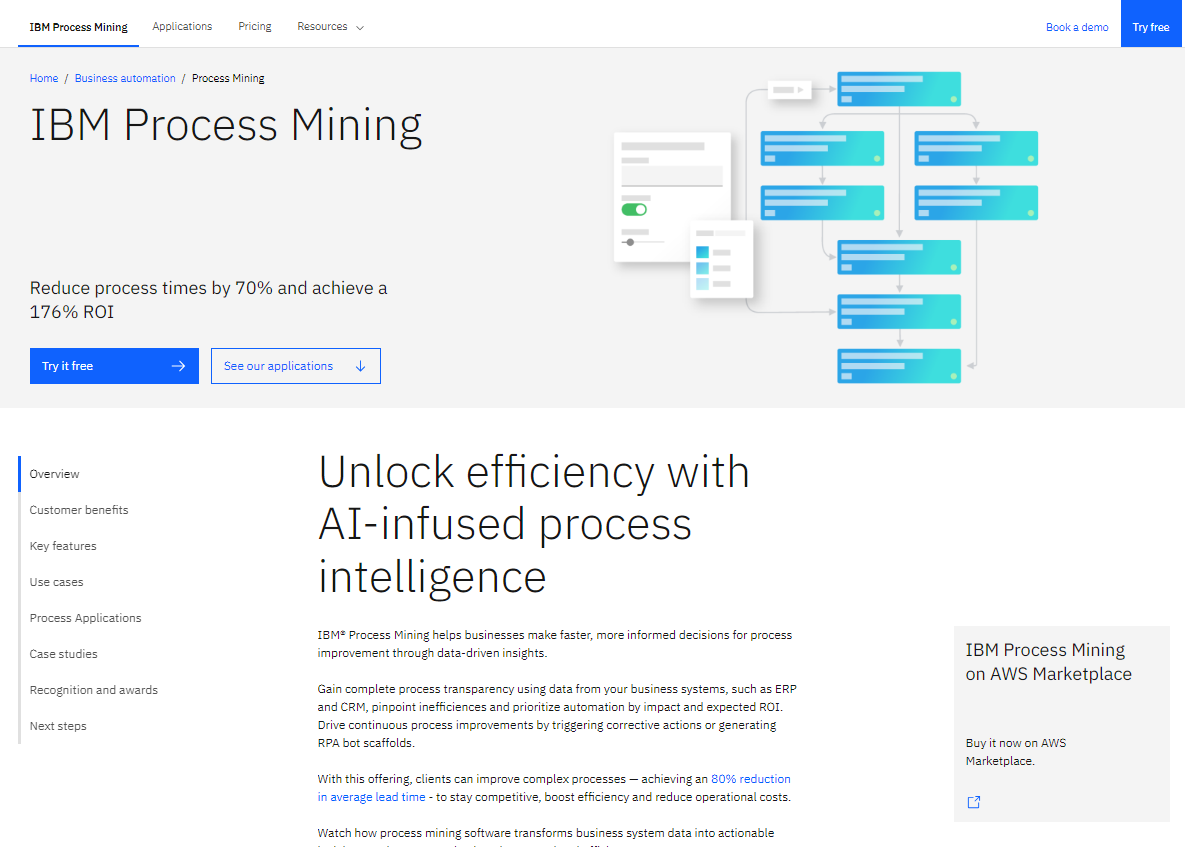 IBM Process Mining
Applications
Pricing
Resources
Book a demo
Try free
Home / Business automation / Process Mining
IBM Process Mining
Reduce process times by 70% and achieve a
176% ROI
Try it free
See our applications
Overview
Customer benefits
Key features
Use cases
Process Applications
Case studies
Recognition and awards
Next steps
Unlock efficiency with
AI-infused process
intelligence
IBM® Process Mining helps businesses make faster, more informed decisions for process
improvement through data-driven insights.
Gain complete process transparency using data from your business systems, such as ERP
and CRM, pinpoint inefficiencies and prioritize automation by impact and expected ROI.
Drive continuous process improvements by triggering corrective actions or generating
RPA bot scaffolds.
With this offering, clients can improve complex processes — achieving an 80% reduction
in average lead time - to stay competitive, boost efficiency and reduce operational costs.
Watch how process mining software transforms business system data into actionable
IBM Process Mining
on AWS Marketplace
Buy it now on AWS
Marketplace.